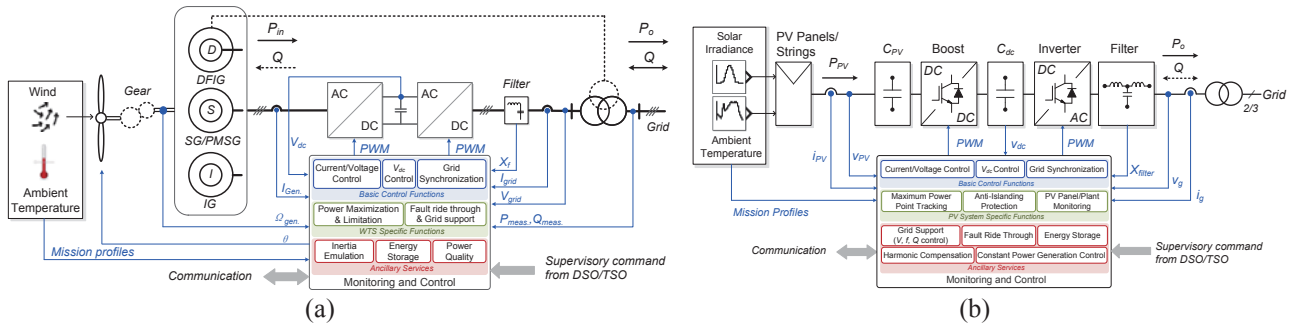 P_in
Q
P_o
Q
D
DFIG
Gear
S
SG/PMSG
I
IG
Wind
Ambient
Temperature
AC
DC
AC
DC
Filter
Grid
V_dc
I_Gen.
Ω_gen.
θ
Mission profiles
PWM
PWM
X_f
I_grid
V_grid
P_meas., Q_meas.
Current/Voltage
Control
V_dc
Control
Grid
Synchronization
Basic Control Functions
Power Maximization
& Limitation
Fault ride through
& Grid support
WTS Specific Functions
Inertia
Emulation
Energy
Storage
Power
Quality
Ancillary Services
Monitoring and Control
Communication
Supervisory command
from DSO/TSO
(a)
Solar
Irradiance
Ambient
Temperature
PV Panels/
Strings
P_PV
C_PV
Boost
DC
DC
C_dc
Inverter
DC
AC
Filter
P_o
Q
Grid
2/3
i_PV
v_PV
PWM
v_dc
PWM
X_filter
v_g
i_g
Mission Profiles
Current/Voltage Control
V_dc Control
Grid Synchronization
Basic Control Functions
Maximum Power
Point Tracking
Anti-Islanding
Protection
PV Panel/Plant
Monitoring
PV System Specific Functions
Grid Support
(V, f, Q control)
Fault Ride Through
Energy Storage
Harmonic Compensation
Constant Power Generation Control
Ancillary Services
Monitoring and Control
Communication
Supervisory command
from DSO/TSO
(b)